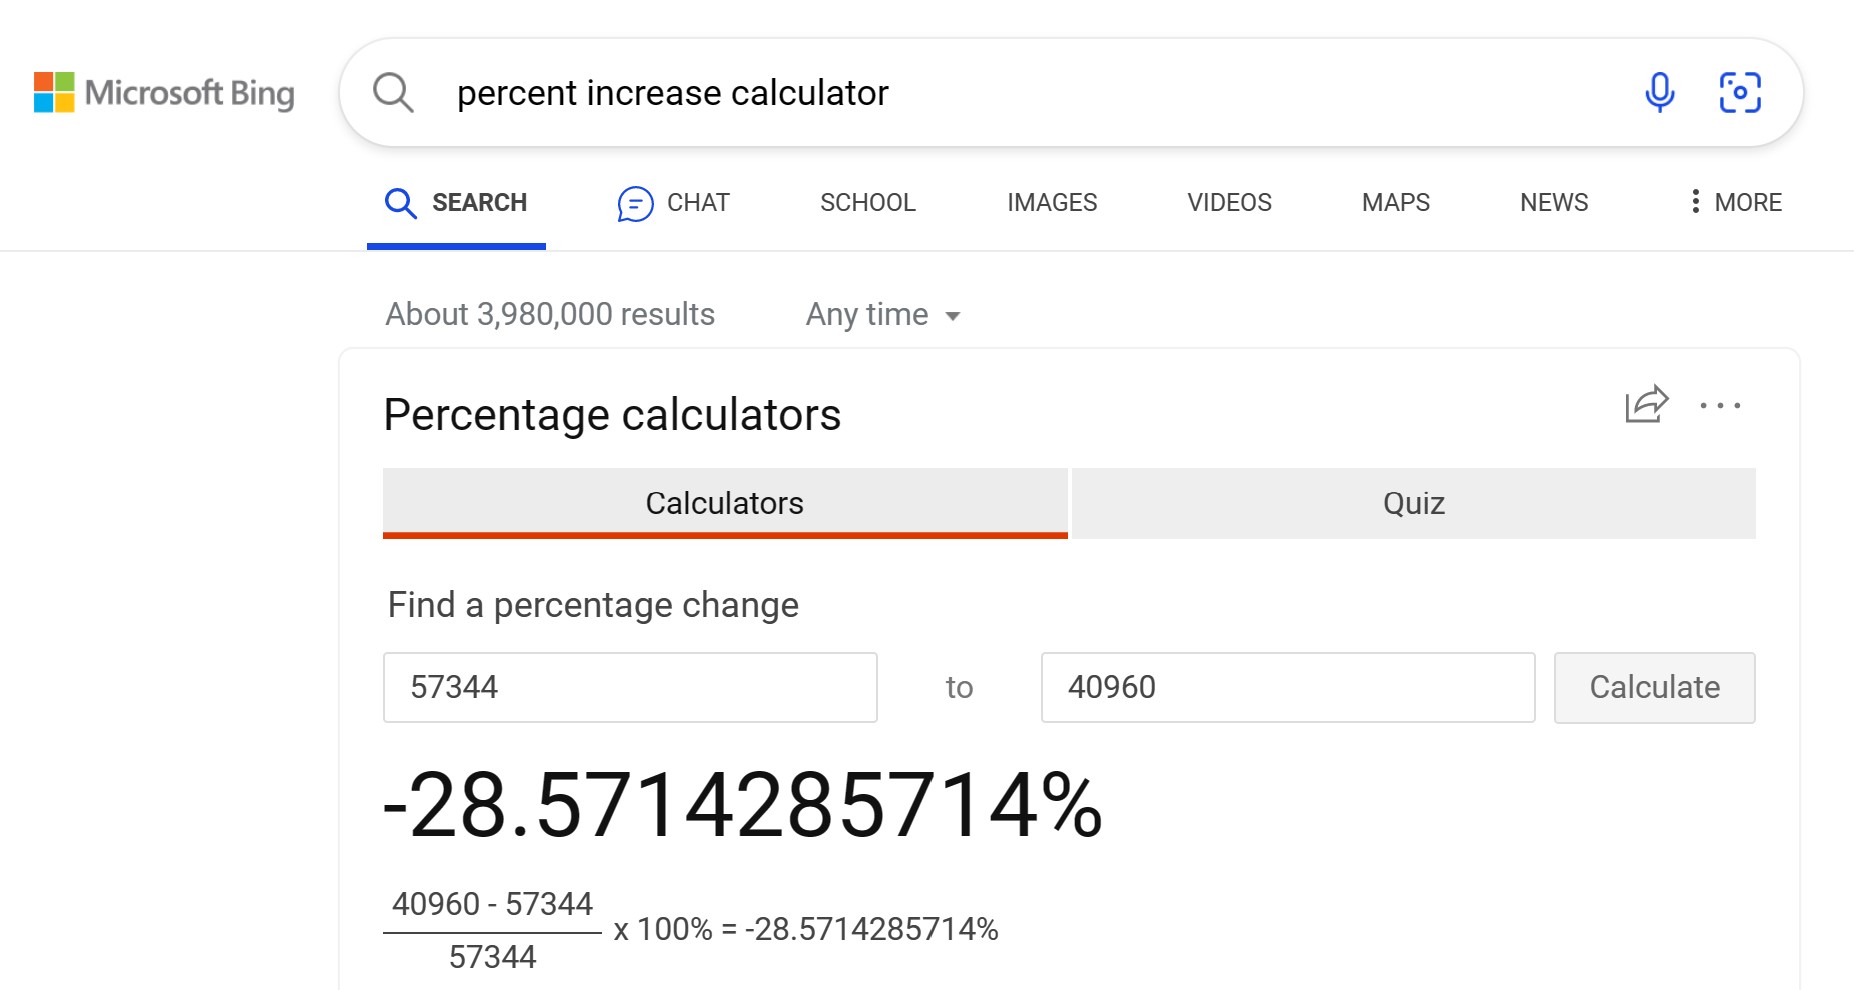 Microsoft Bing
percent increase calculator
SEARCH CHAT SCHOOL IMAGES VIDEOS MAPS NEWS MORE
About 3,980,000 results Any time
Percentage calculators
Calculators Quiz
Find a percentage change
57344 to 40960 Calculate
-28.5714285714%
40960 - 57344
x 100% = -28.5714285714%
57344